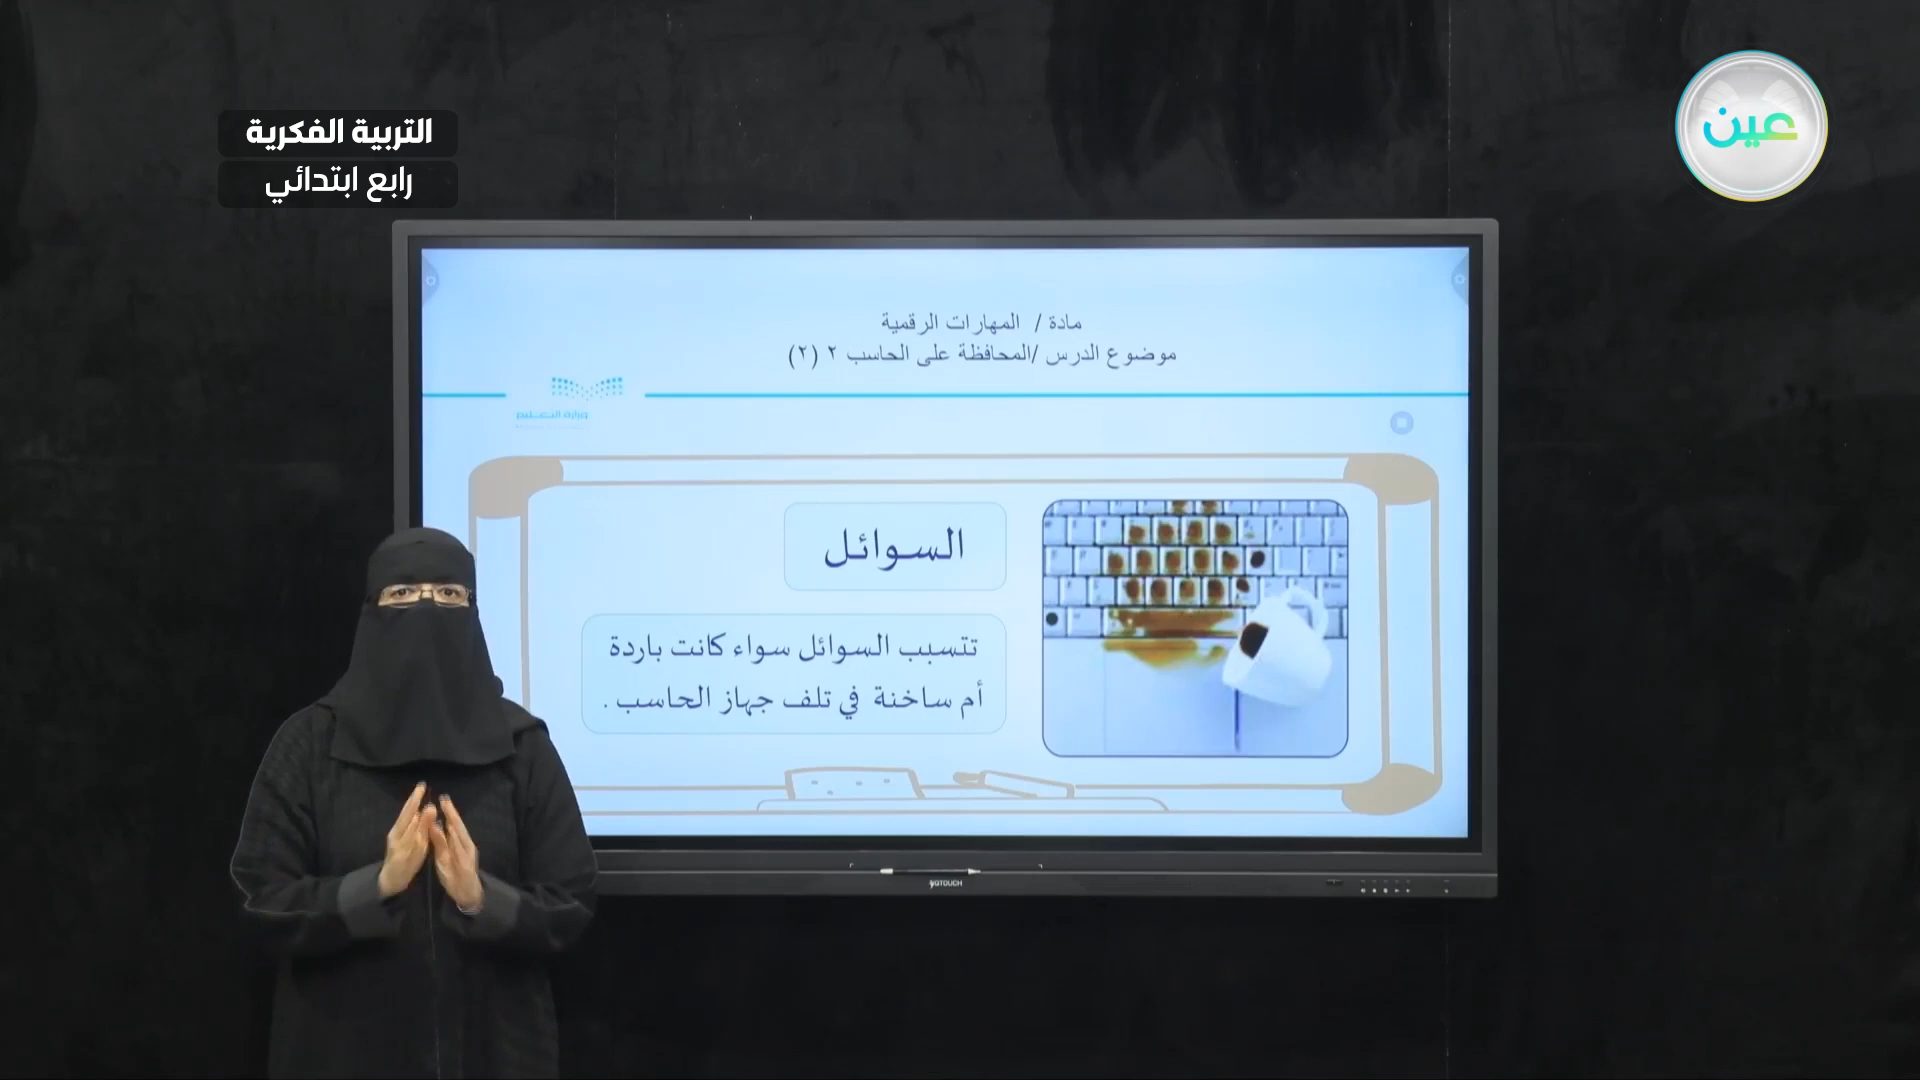 التربية الفكرية
رابع ابتدائي
عين
مادة / المهارات الرقمية
موضوع الدرس /المحافظة على الحاسب ٢ (٢)
وزارة التعليم
السوائل
تتسبب السوائل سواء كانت باردة
أم ساخنة في تلف جهاز الحاسب .